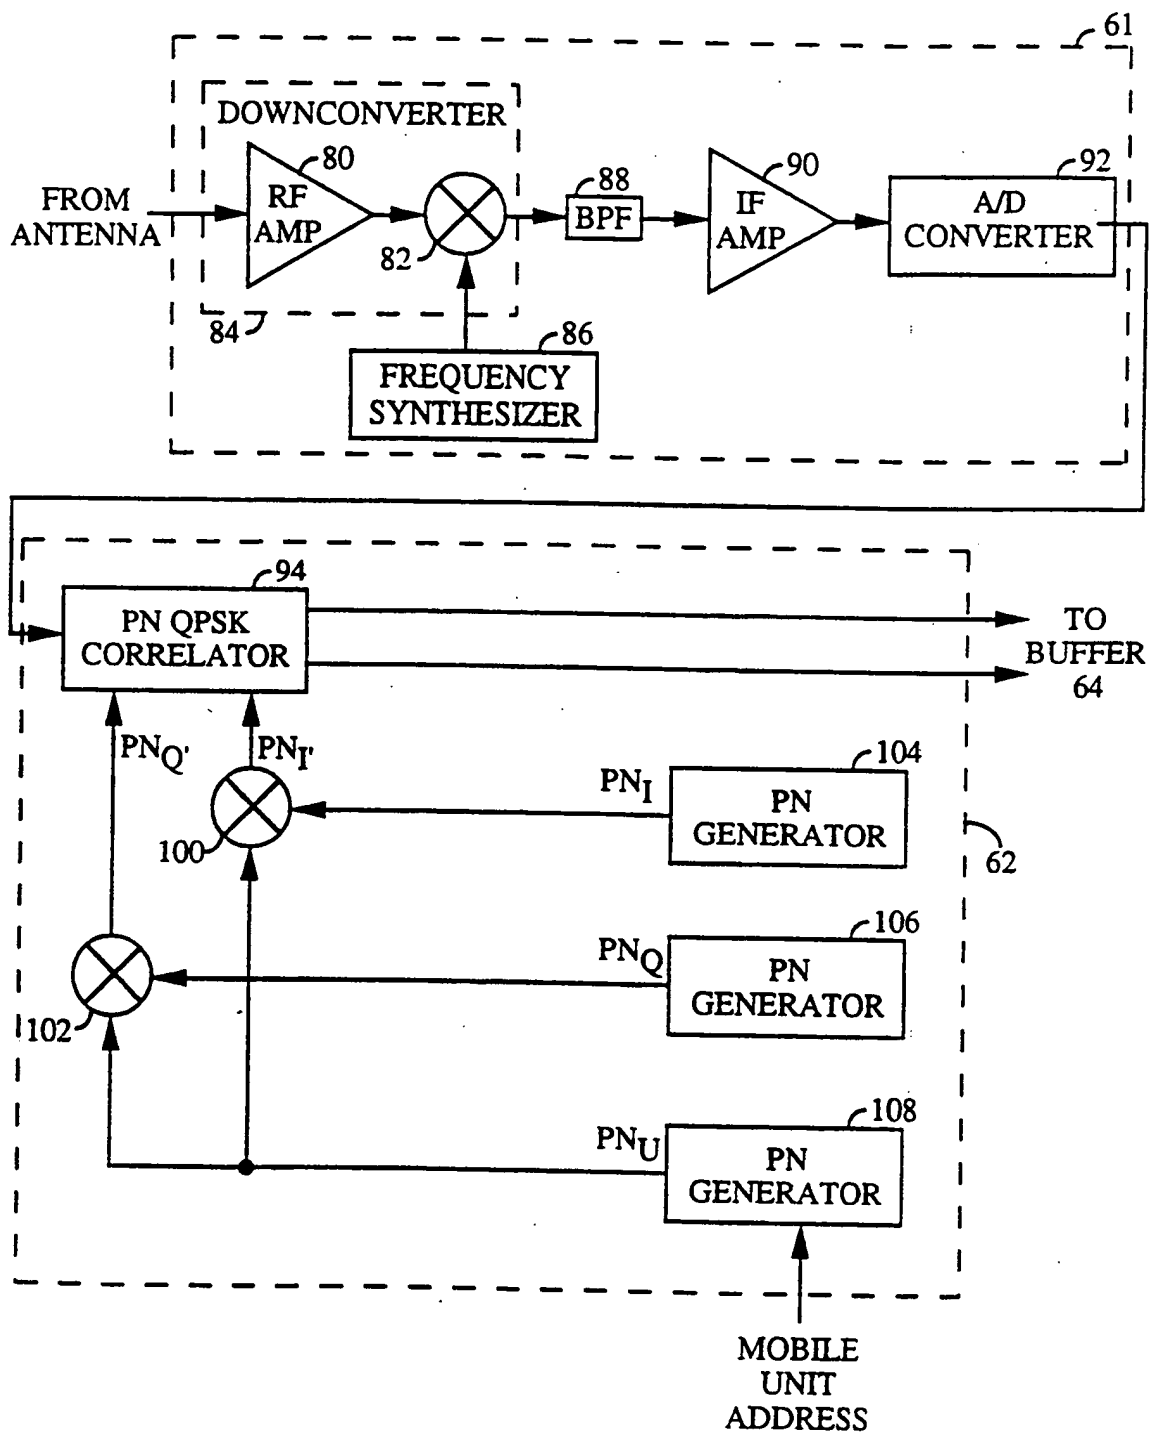 61
DOWNCONVERTER
80
90
92
88
FROM
ANTENNA
RF
AMP
82
BPF
IF
AMP
A/D
CONVERTER
84
86
FREQUENCY
SYNTHESIZER
94
PN QPSK
CORRELATOR
TO
BUFFER
64
PNQ'
PNI'
104
PNI
PN
GENERATOR
100
62
106
PNQ
PN
GENERATOR
102
108
PNU
PN
GENERATOR
MOBILE
UNIT
ADDRESS